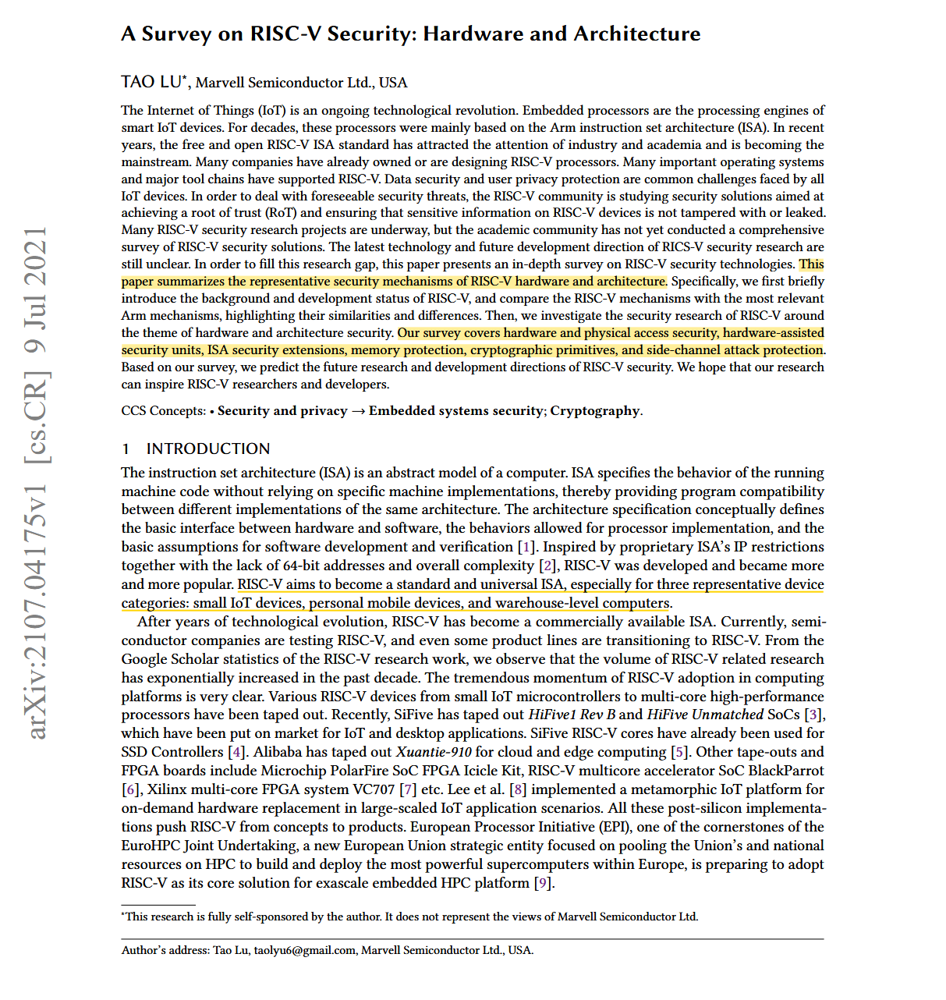 A Survey on RISC-V Security: Hardware and Architecture
TAO LU*, Marvell Semiconductor Ltd., USA
The Internet of Things (IoT) is an ongoing technological revolution. Embedded processors are the processing engines of
smart IoT devices. For decades, these processors were mainly based on the Arm instruction set architecture (ISA). In recent
years, the free and open RISC-V ISA standard has attracted the attention of industry and academia and is becoming the
mainstream. Many companies have already owned or are designing RISC-V processors. Many important operating systems
and major tool chains have supported RISC-V. Data security and user privacy protection are common challenges faced by all
IoT devices. In order to deal with foreseeable security threats, the RISC-V community is studying security solutions aimed at
achieving a root of trust (RoT) and ensuring that sensitive information on RISC-V devices is not tampered with or leaked.
Many RISC-V security research projects are underway, but the academic community has not yet conducted a comprehensive
survey of RISC-V security solutions. The latest technology and future development direction of RICS-V security research are
still unclear. In order to fill this research gap, this paper presents an in-depth survey on RISC-V security technologies. This
paper summarizes the representative security mechanisms of RISC-V hardware and architecture. Specifically, we first briefly
introduce the background and development status of RISC-V, and compare the RISC-V mechanisms with the most relevant
Arm mechanisms, highlighting their similarities and differences. Then, we investigate the security research of RISC-V around
the theme of hardware and architecture security. Our survey covers hardware and physical access security, hardware-assisted
security units, ISA security extensions, memory protection, cryptographic primitives, and side-channel attack protection.
Based on our survey, we predict the future research and development directions of RISC-V security. We hope that our research
can inspire RISC-V researchers and developers.
CCS Concepts: • Security and privacy → Embedded systems security; Cryptography.
1 INTRODUCTION
The instruction set architecture (ISA) is an abstract model of a computer. ISA specifies the behavior of the running
machine code without relying on specific machine implementations, thereby providing program compatibility
between different implementations of the same architecture. The architecture specification conceptually defines
the basic interface between hardware and software, the behaviors allowed for processor implementation, and the
basic assumptions for software development and verification [1]. Inspired by proprietary ISA's IP restrictions
together with the lack of 64-bit addresses and overall complexity [2], RISC-V was developed and became more
and more popular. RISC-V aims to become a standard and universal ISA, especially for three representative device
categories: small IoT devices, personal mobile devices, and warehouse-level computers.
After years of technological evolution, RISC-V has become a commercially available ISA. Currently, semi-
conductor companies are testing RISC-V, and even some product lines are transitioning to RISC-V. From the
Google Scholar statistics of the RISC-V research work, we observe that the volume of RISC-V related research
has exponentially increased in the past decade. The tremendous momentum of RISC-V adoption in computing
platforms is very clear. Various RISC-V devices from small IoT microcontrollers to multi-core high-performance
processors have been taped out. Recently, SiFive has taped out HiFive1 Rev B and HiFive Unmatched SoCs [3],
which have been put on market for IoT and desktop applications. SiFive RISC-V cores have already been used for
SSD Controllers [4]. Alibaba has taped out Xuantie-910 for cloud and edge computing [5]. Other tape-outs and
FPGA boards include Microchip PolarFire SoC FPGA Icicle Kit, RISC-V multicore accelerator SoC BlackParrot
[6], Xilinx multi-core FPGA system VC707 [7] etc. Lee et al. [8] implemented a metamorphic IoT platform for
on-demand hardware replacement in large-scaled IoT application scenarios. All these post-silicon implementa-
tions push RISC-V from concepts to products. European Processor Initiative (EPI), one of the cornerstones of the
EuroHPC Joint Undertaking, a new European Union strategic entity focused on pooling the Union's and national
resources on HPC to build and deploy the most powerful supercomputers within Europe, is preparing to adopt
RISC-V as its core solution for exascale embedded HPC platform [9].
*This research is fully self-sponsored by the author. It does not represent the views of Marvell Semiconductor Ltd.
Author's address: Tao Lu, taolyu6@gmail.com, Marvell Semiconductor Ltd., USA.
arXiv:2107.04175v1 [cs.CR] 9 Jul 2021